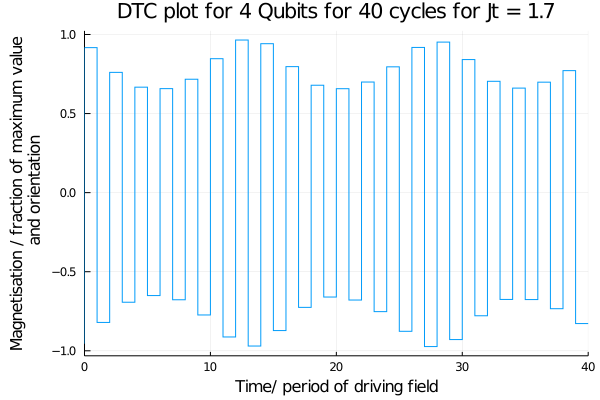 DTC plot for 4 Qubits for 40 cycles for Jt = 1.7
Magnetisation / fraction of maximum value
and orientation
1.0
0.5
0.0
−0.5
−1.0
0 10 20 30 40
Time/ period of driving field